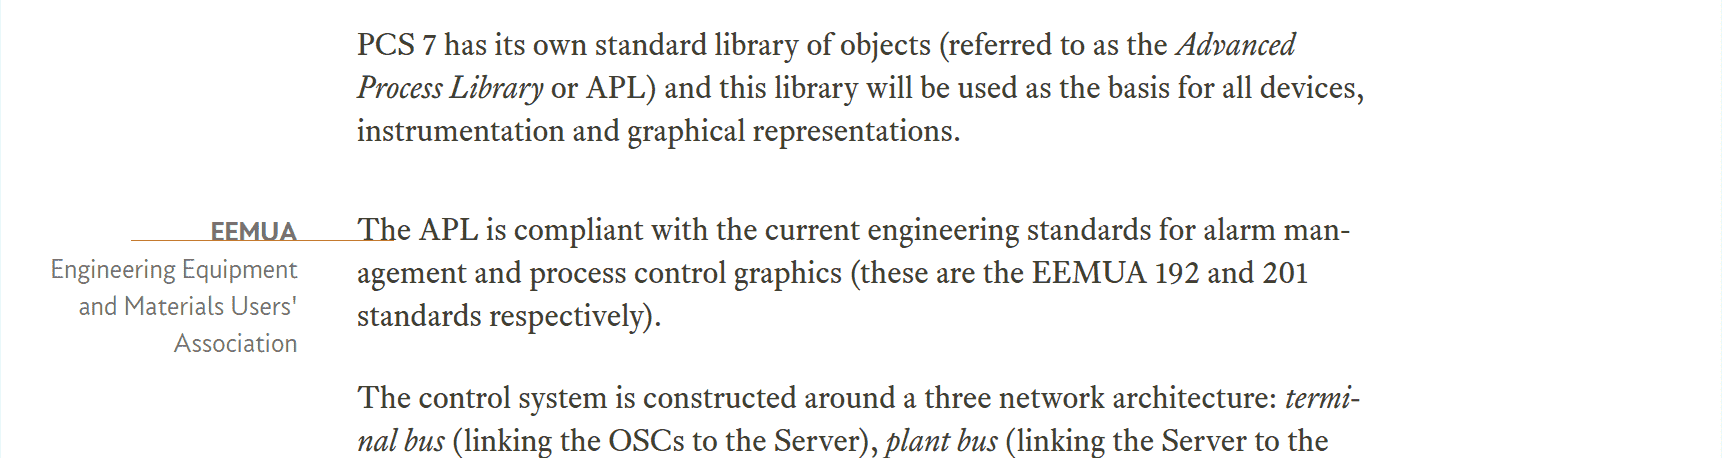 PCS 7 has its own standard library of objects (referred to as the Advanced
Process Library or APL) and this library will be used as the basis for all devices,
instrumentation and graphical representations.
EEMUA
Engineering Equipment
and Materials Users'
Association
The APL is compliant with the current engineering standards for alarm man-
agement and process control graphics (these are the EEMUA 192 and 201
standards respectively).
The control system is constructed around a three network architecture: termi-
nal bus (linking the OSCs to the Server), plant bus (linking the Server to the